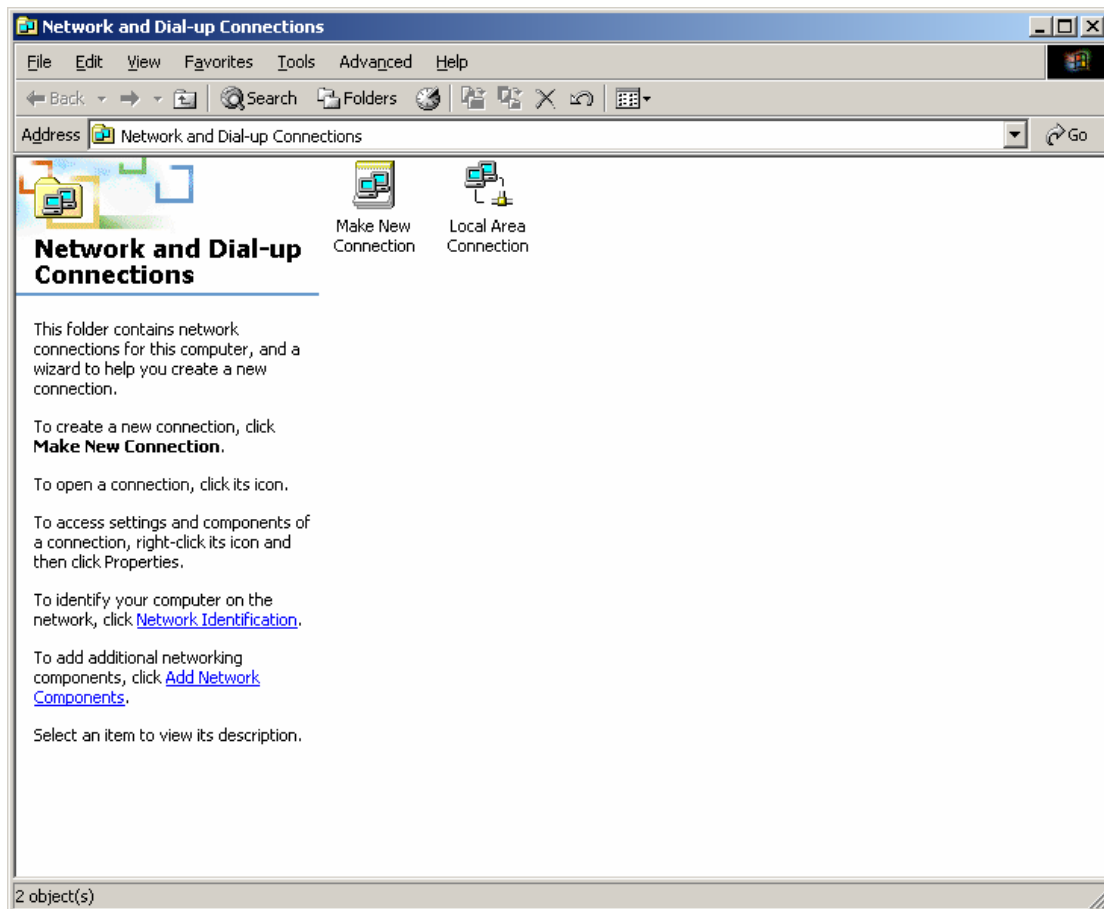 Network and Dial-up Connections
File Edit View Favorites Tools Advanced Help
Back Search Folders
Address Network and Dial-up Connections Go
Network and Dial-up
Connections
This folder contains network
connections for this computer, and a
wizard to help you create a new
connection.
To create a new connection, click
Make New Connection.
To open a connection, click its icon.
To access settings and components of
a connection, right-click its icon and
then click Properties.
To identify your computer on the
network, click Network Identification.
To add additional networking
components, click Add Network
Components.
Select an item to view its description.
Make New
Connection
Local Area
Connection
2 object(s)